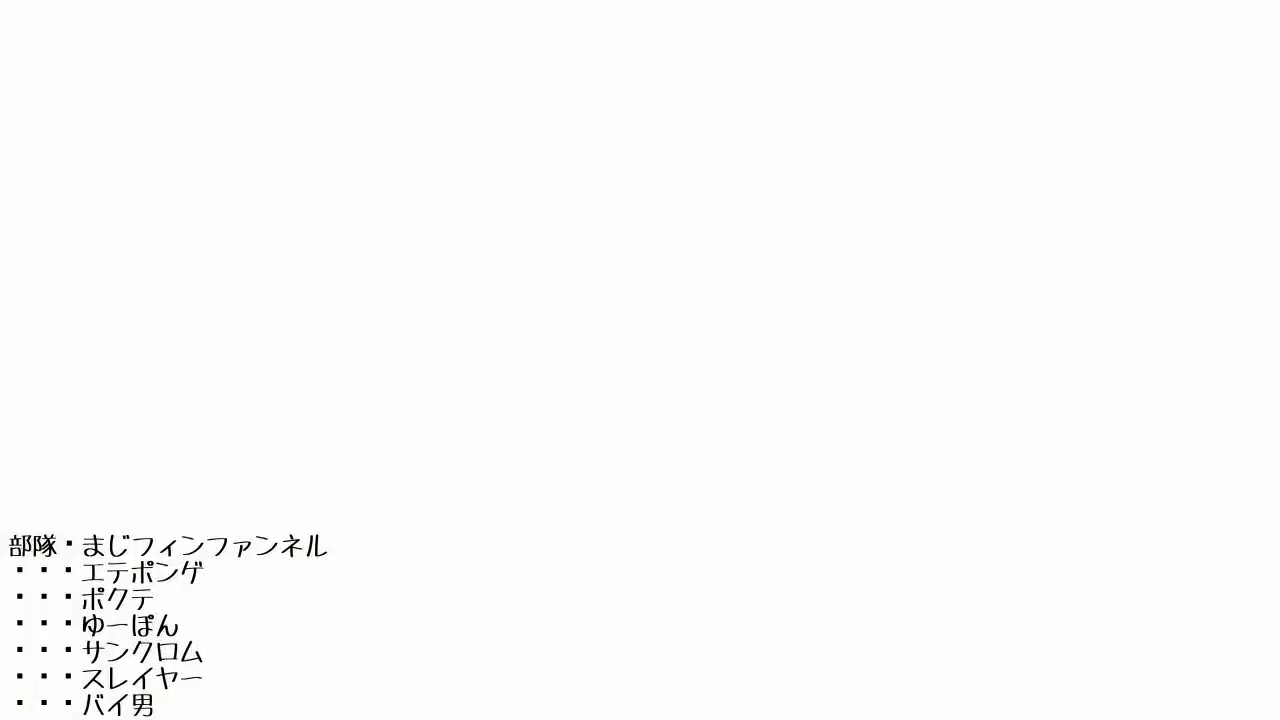 部隊・まじフィンファンネル
・・・エテポンゲ
・・・ポクテ
・・・ゆーぽん
・・・サンクロム
・・・スレイヤー
・・・バイ男